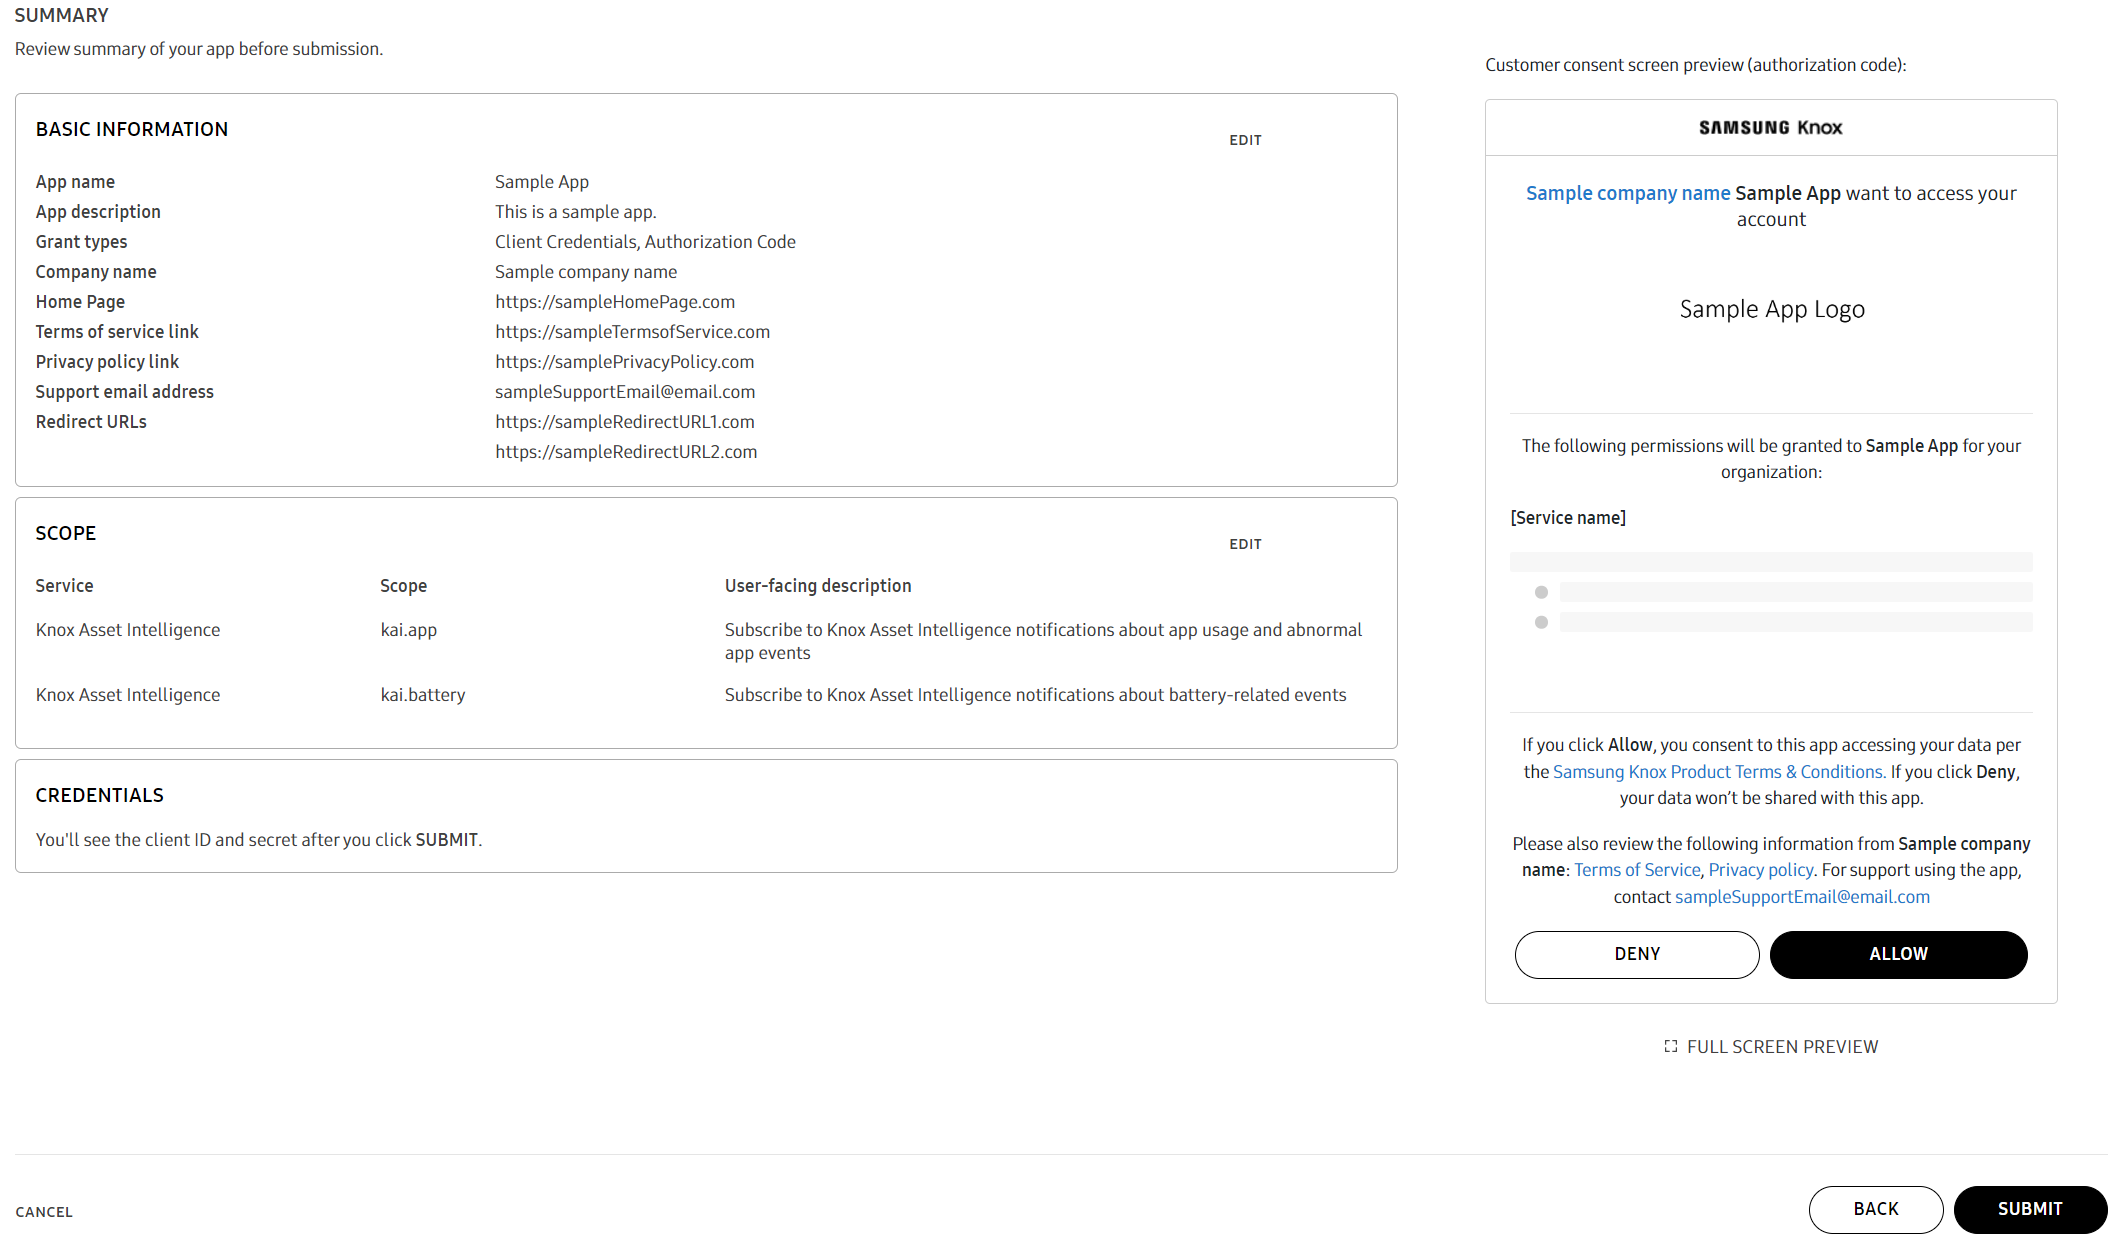 SUMMARY
Review summary of your app before submission.
BASIC INFORMATION
EDIT
App name Sample App
App description This is a sample app.
Grant types Client Credentials, Authorization Code
Company name Sample company name
Home Page https://sampleHomePage.com
Terms of service link https://sampleTermsofService.com
Privacy policy link https://samplePrivacyPolicy.com
Support email address sampleSupportEmail@email.com
Redirect URLs https://sampleRedirectURL1.com
https://sampleRedirectURL2.com
SCOPE
EDIT
Service Scope User-facing description
Knox Asset Intelligence kai.app Subscribe to Knox Asset Intelligence notifications about app usage and abnormal
app events
Knox Asset Intelligence kai.battery Subscribe to Knox Asset Intelligence notifications about battery-related events
CREDENTIALS
You'll see the client ID and secret after you click SUBMIT.
Customer consent screen preview (authorization code):
SAMSUNG Knox
Sample company name Sample App want to access your
account
Sample App Logo
The following permissions will be granted to Sample App for your
organization:
[Service name]
If you click Allow, you consent to this app accessing your data per
the Samsung Knox Product Terms & Conditions. If you click Deny,
your data won’t be shared with this app.
Please also review the following information from Sample company
name: Terms of Service, Privacy policy. For support using the app,
contact sampleSupportEmail@email.com
DENY ALLOW
FULL SCREEN PREVIEW
CANCEL
BACK SUBMIT